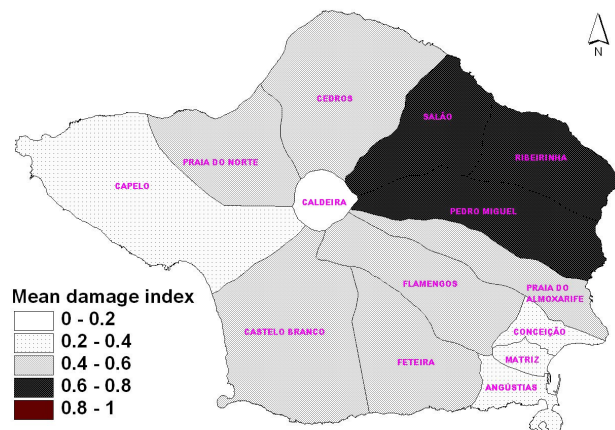 N
CEDROS
SALÃO
RIBEIRINHA
PRAIA DO NORTE
CAPELO
CALDEIRA
PEDRO MIGUEL
FLAMENGOS
PRAIA DO
ALMOXARIFE
CONCEIÇÃO
CASTELO BRANCO
FETEIRA
MATRIZ
ANGÚSTIAS
Mean damage index
0 - 0.2
0.2 - 0.4
0.4 - 0.6
0.6 - 0.8
0.8 - 1